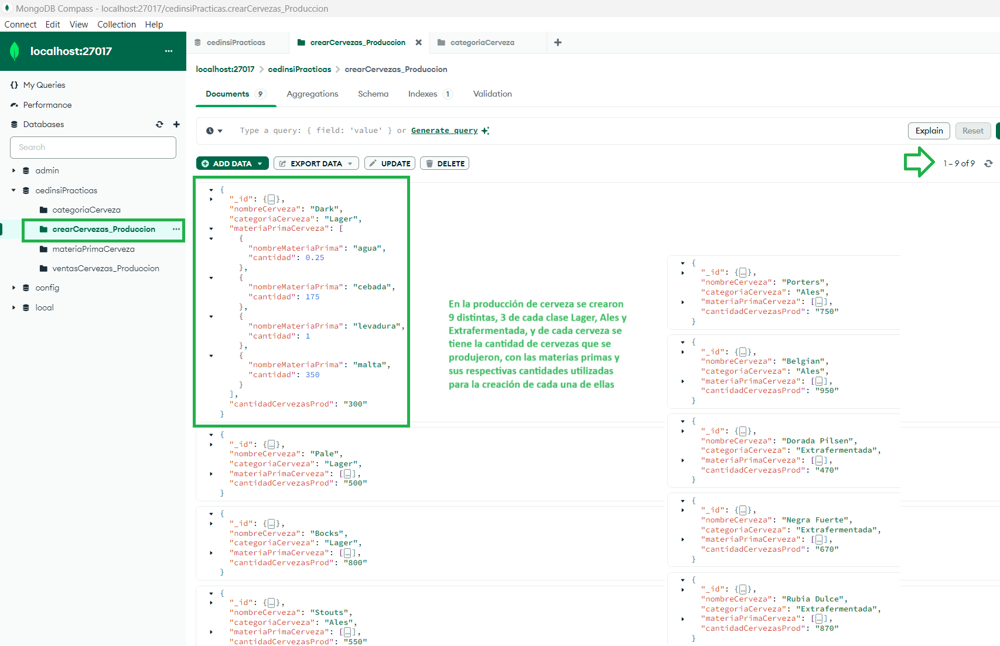 MongoDB Compass - localhost:27017/cedinsiPracticas.crearCervezas_Produccion
Connect Edit View Collection Help
localhost:27017 ...
My Queries
Performance
Databases
Search
admin
cedinsiPracticas
categoriaCerveza
crearCervezas_Produccion ...
materiaPrimaCerveza
ventasCervezas_Produccion
config
local
cedinsiPracticas crearCervezas_Produccion categoriaCerveza
localhost:27017 > cedinsiPracticas > crearCervezas_Produccion
Documents 9 Aggregations Schema Indexes 1 Validation
Type a query: { field: 'value' } or Generate query
Explain Reset
ADD DATA EXPORT DATA UPDATE DELETE
1 – 9 of 9
{
"_id": {…},
"nombreCerveza": "Dark",
"categoriaCerveza": "Lager",
"materiaPrimaCerveza": [
{
"nombreMateriaPrima": "agua",
"cantidad": 0.25
},
{
"nombreMateriaPrima": "cebada",
"cantidad": 175
},
{
"nombreMateriaPrima": "levadura",
"cantidad": 1
},
{
"nombreMateriaPrima": "malta",
"cantidad": 350
}
],
"cantidadCervezasProd": "300"
}
{
"_id": {…},
"nombreCerveza": "Pale",
"categoriaCerveza": "Lager",
"materiaPrimaCerveza": […],
"cantidadCervezasProd": "500"
}
{
"_id": {…},
"nombreCerveza": "Bocks",
"categoriaCerveza": "Lager",
"materiaPrimaCerveza": […],
"cantidadCervezasProd": "800"
}
{
"_id": {…},
"nombreCerveza": "Stouts",
"categoriaCerveza": "Ales",
"materiaPrimaCerveza": […],
"cantidadCervezasProd": "550"
En la producción de cerveza se crearon
9 distintas, 3 de cada clase Lager, Ales y
Extrafermentada, y de cada cerveza se
tiene la cantidad de cervezas que se
produjeron, con las materias primas y
sus respectivas cantidades utilizadas
para la creación de cada una de ellas
{
"_id": {…},
"nombreCerveza": "Porters",
"categoriaCerveza": "Ales",
"materiaPrimaCerveza": […],
"cantidadCervezasProd": "750"
}
{
"_id": {…},
"nombreCerveza": "Belgian",
"categoriaCerveza": "Ales",
"materiaPrimaCerveza": […],
"cantidadCervezasProd": "950"
}
{
"_id": {…},
"nombreCerveza": "Dorada Pilsen",
"categoriaCerveza": "Extrafermentada",
"materiaPrimaCerveza": […],
"cantidadCervezasProd": "470"
}
{
"_id": {…},
"nombreCerveza": "Negra Fuerte",
"categoriaCerveza": "Extrafermentada",
"materiaPrimaCerveza": […],
"cantidadCervezasProd": "670"
}
{
"_id": {…},
"nombreCerveza": "Rubia Dulce",
"categoriaCerveza": "Extrafermentada",
"materiaPrimaCerveza": […],
"cantidadCervezasProd": "870"
}